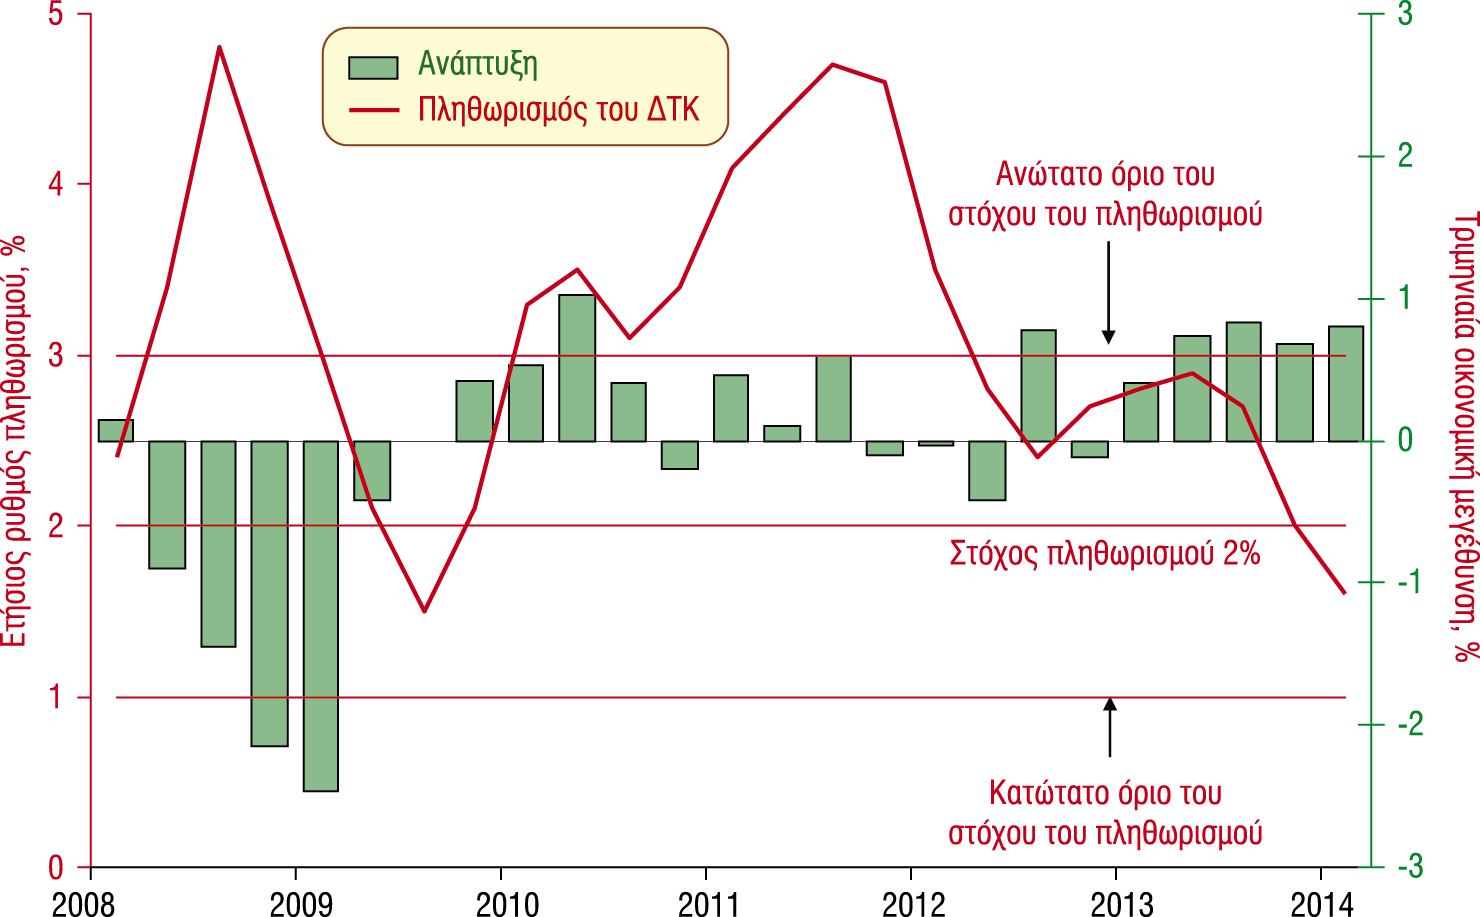 5
4
3
2
1
0
Ετήσιος ρυθμός πληθωρισμού, %
Ανάπτυξη
Πληθωρισμός του ΔΤΚ
Ανώτατο όριο του
στόχου του πληθωρισμού
Στόχος πληθωρισμού 2%
Κατώτατο όριο του
στόχου του πληθωρισμού
3
2
1
0
-1
-2
-3
Τριμηνιαία οικονομική μεγέθυνση, %
2008
2009
2010
2011
2012
2013
2014